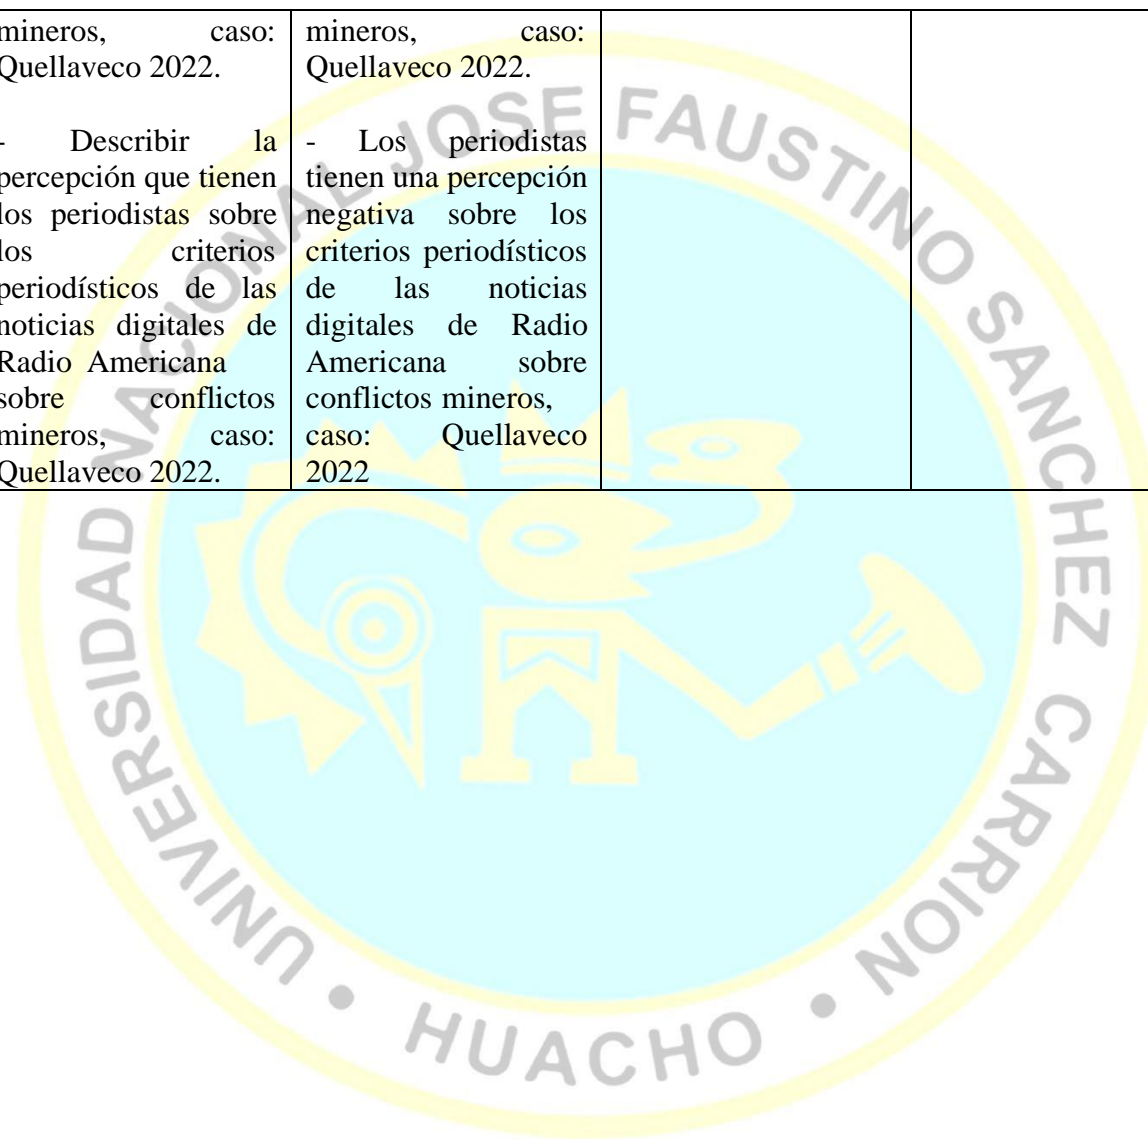 mineros, caso:
Quellaveco 2022.
- Describir la
percepción que tienen
los periodistas sobre
los criterios
periodísticos de las
noticias digitales de
Radio Americana
sobre conflictos
mineros, caso:
Quellaveco 2022.
mineros, caso:
Quellaveco 2022.
- Los periodistas
tienen una percepción
negativa sobre los
criterios periodísticos
de las noticias
digitales de Radio
Americana sobre
conflictos mineros,
caso: Quellaveco
2022
UNIVERSIDAD NACIONAL JOSE FAUSTINO SANCHEZ CARRION
• HUACHO •